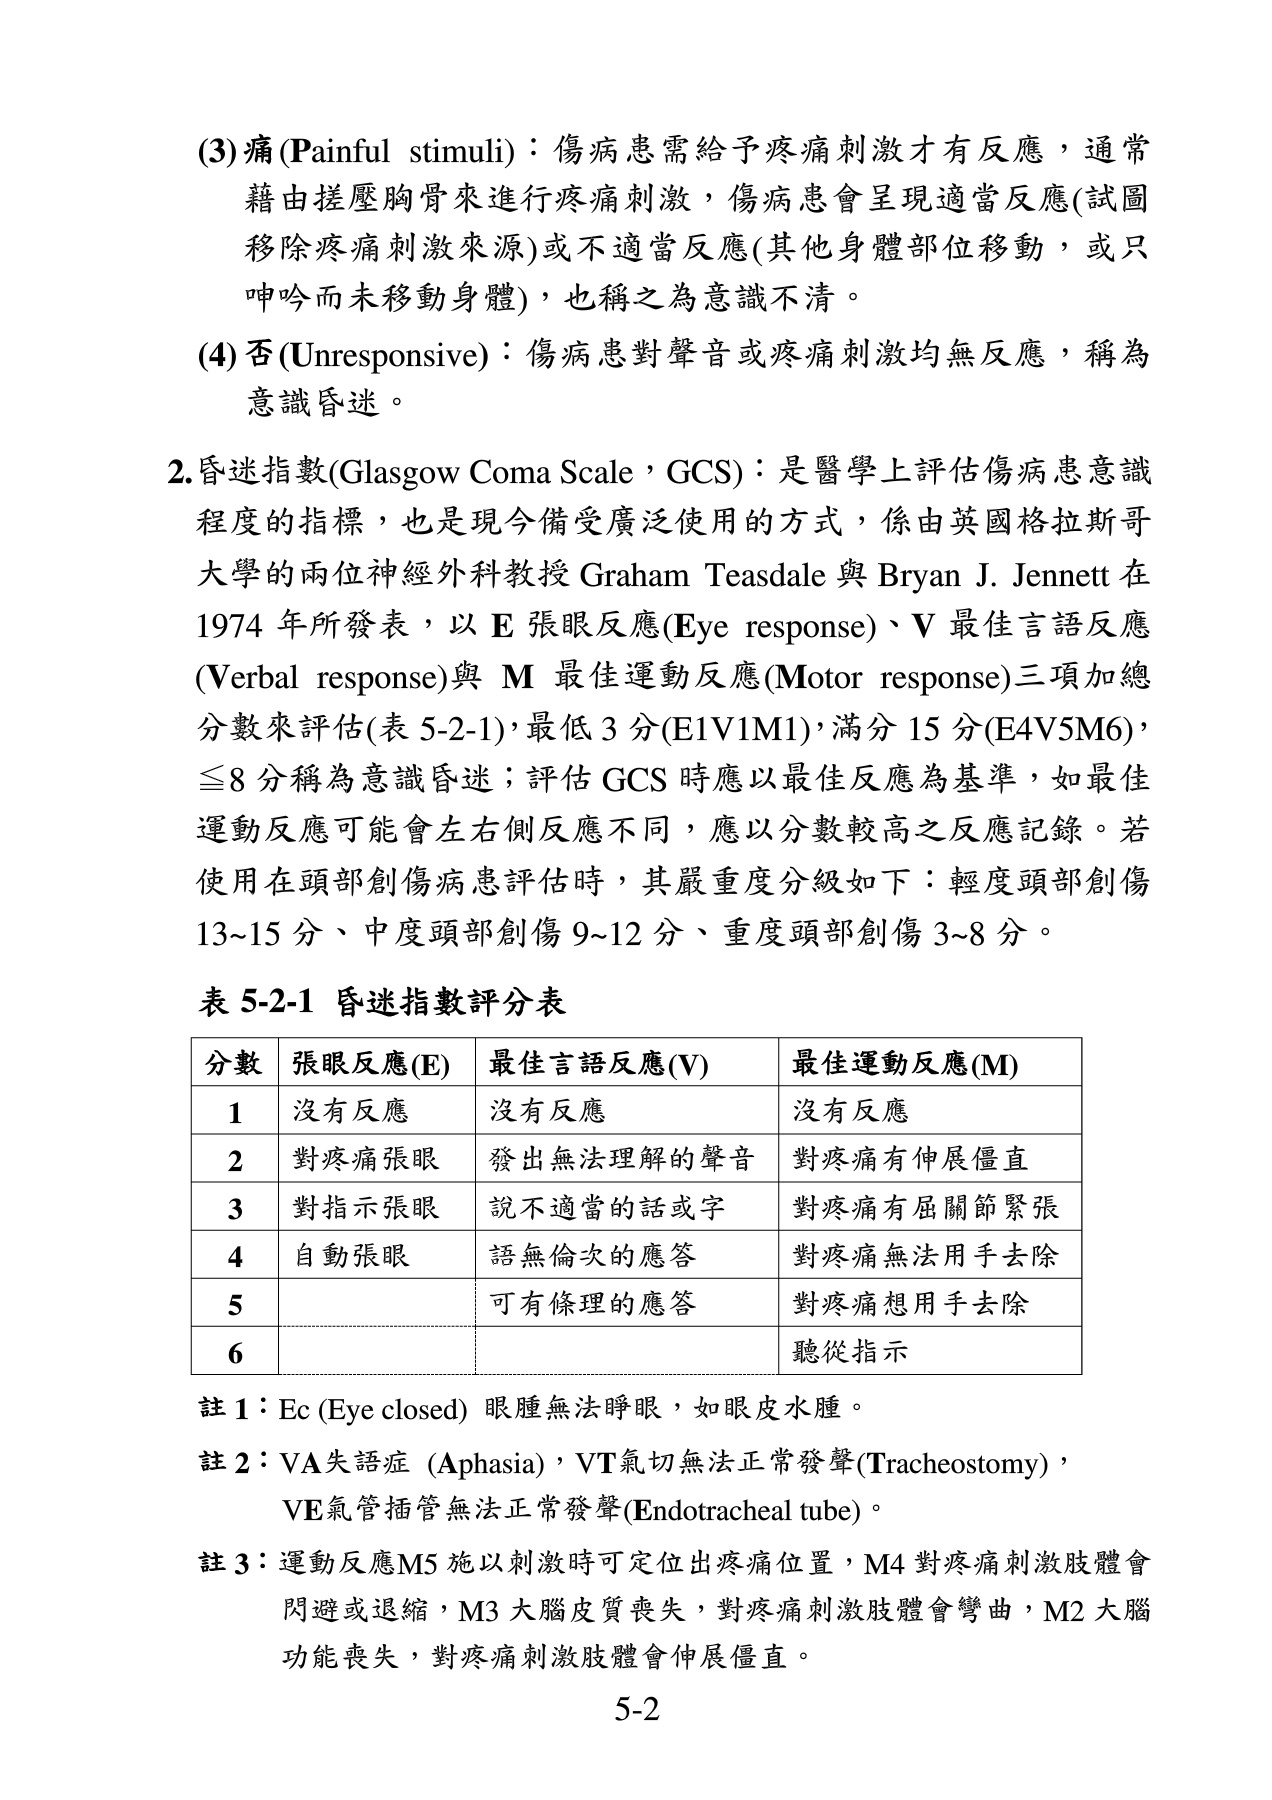 (3)痛(Painful stimuli)：傷病患需給予疼痛刺激才有反應，通常
藉由搓壓胸骨來進行疼痛刺激，傷病患會呈現適當反應(試圖
移除疼痛刺激來源)或不適當反應(其他身體部位移動，或只
呻吟而未移動身體)，也稱之為意識不清。
(4)否(Unresponsive)：傷病患對聲音或疼痛刺激均無反應，稱為
意識昏迷。
2.昏迷指數(Glasgow Coma Scale，GCS)：是醫學上評估傷病患意識
程度的指標，也是現今備受廣泛使用的方式，係由英國格拉斯哥
大學的兩位神經外科教授 Graham Teasdale 與 Bryan J. Jennett 在
1974 年所發表，以 E 張眼反應(Eye response)、V 最佳言語反應
(Verbal response)與 M 最佳運動反應(Motor response)三項加總
分數來評估(表 5-2-1)，最低 3 分(E1V1M1)，滿分 15 分(E4V5M6)，
≦8 分稱為意識昏迷；評估 GCS 時應以最佳反應為基準，如最佳
運動反應可能會左右側反應不同，應以分數較高之反應記錄。若
使用在頭部創傷病患評估時，其嚴重度分級如下：輕度頭部創傷
13~15 分、中度頭部創傷 9~12 分、重度頭部創傷 3~8 分。
表 5-2-1 昏迷指數評分表
分數 張眼反應(E) 最佳言語反應(V) 最佳運動反應(M)
1 沒有反應 沒有反應 沒有反應
2 對疼痛張眼 發出無法理解的聲音 對疼痛有伸展僵直
3 對指示張眼 說不適當的話或字 對疼痛有屈關節緊張
4 自動張眼 語無倫次的應答 對疼痛無法用手去除
5 可有條理的應答 對疼痛想用手去除
6 聽從指示
註 1：Ec (Eye closed) 眼腫無法睜眼，如眼皮水腫。
註 2：VA失語症 (Aphasia)，VT氣切無法正常發聲(Tracheostomy)，
VE氣管插管無法正常發聲(Endotracheal tube)。
註 3：運動反應M5 施以刺激時可定位出疼痛位置，M4 對疼痛刺激肢體會
閃避或退縮，M3 大腦皮質喪失，對疼痛刺激肢體會彎曲，M2 大腦
功能喪失，對疼痛刺激肢體會伸展僵直。
5-2